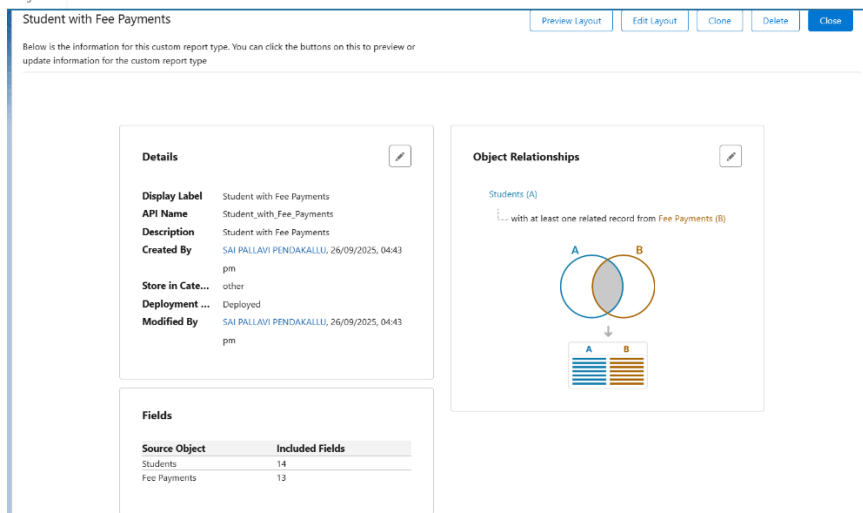 Student with Fee Payments
Preview Layout
Edit Layout
Clone
Delete
Close
Below is the information for this custom report type. You can click the buttons on this to preview or
update information for the custom report type
Details
Display Label Student with Fee Payments
API Name Student_with_Fee_Payments
Description Student with Fee Payments
Created By SAI PALLAVI PENDAKALLU, 26/09/2025, 04:43
pm
Store in Cate... other
Deployment ... Deployed
Modified By SAI PALLAVI PENDAKALLU, 26/09/2025, 04:43
pm
Object Relationships
Students (A)
with at least one related record from Fee Payments (B)
A B
A B
Fields
Source Object Included Fields
Students 14
Fee Payments 13